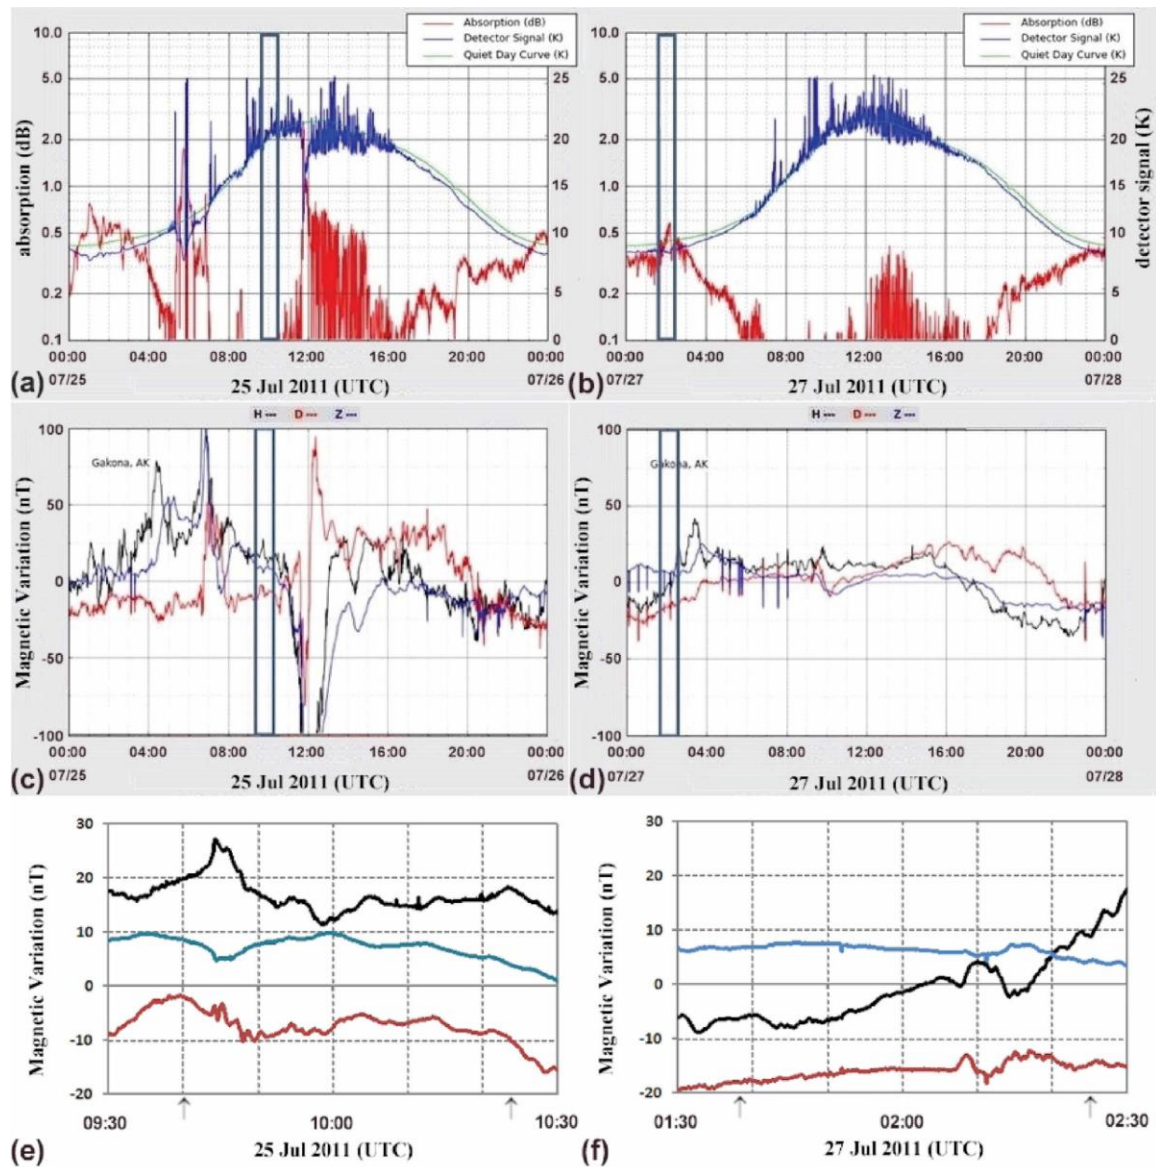 Absorption (dB)
Detector Signal (K)
Quiet Day Curve (K)
10.0
5.0
2.0
1.0
0.5
0.2
0.1
25
20
15
10
5
0
absorption (dB)
00:00 04:00 08:00 12:00 16:00 20:00 00:00
07/25 07/26
(a) 25 Jul 2011 (UTC)
Absorption (dB)
Detector Signal (K)
Quiet Day Curve (K)
10.0
5.0
2.0
1.0
0.5
0.2
0.1
25
20
15
10
5
0
detector signal (K)
00:00 04:00 08:00 12:00 16:00 20:00 00:00
07/27 07/28
(b) 27 Jul 2011 (UTC)
H --- D --- Z ---
Gakona, AK
100
50
0
-50
-100
Magnetic Variation (nT)
00:00 04:00 08:00 12:00 16:00 20:00 00:00
07/25 07/26
(c) 25 Jul 2011 (UTC)
H --- D --- Z ---
Gakona, AK
100
50
0
-50
-100
Magnetic Variation (nT)
00:00 04:00 08:00 12:00 16:00 20:00 00:00
07/27 07/28
(d) 27 Jul 2011 (UTC)
30
20
10
0
-10
-20
Magnetic Variation (nT)
09:30 10:00 10:30
(e) 25 Jul 2011 (UTC)
30
20
10
0
-10
-20
Magnetic Variation (nT)
01:30 02:00 02:30
(f) 27 Jul 2011 (UTC)